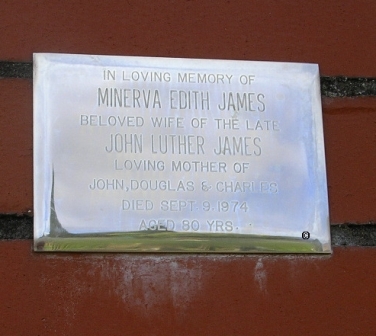 IN LOVING MEMORY OF
MINERVA EDITH JAMES
BELOVED WIFE OF THE LATE
JOHN LUTHER JAMES
LOVING MOTHER OF
JOHN, DOUGLAS & CHARLES
DIED SEPT. 9. 1974
AGED 80 YRS.